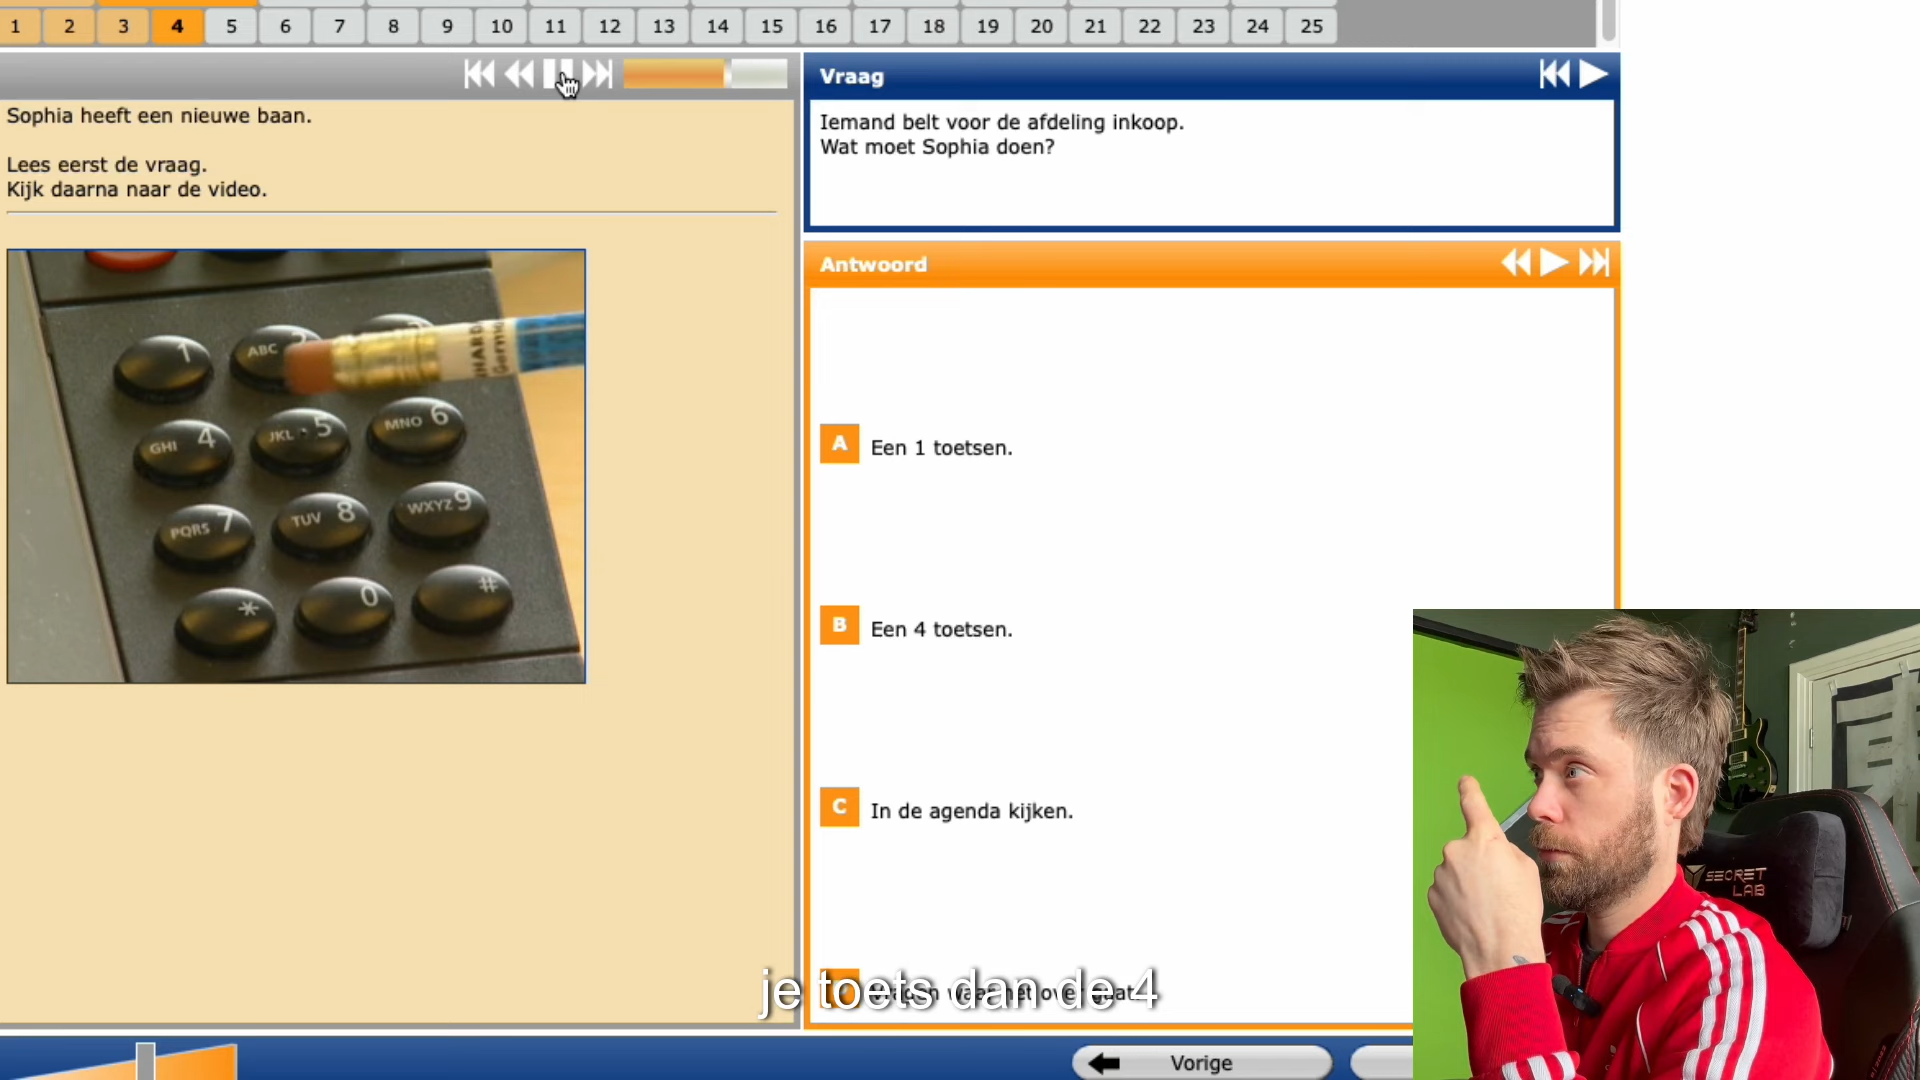 1 2 3 4 5 6 7 8 9 10 11 12 13 14 15 16 17 18 19 20 21 22 23 24 25
Sophia heeft een nieuwe baan.
Lees eerst de vraag.
Kijk daarna naar de video.
1 ABC 2
GHI 4 JKL 5 MNO 6
PQRS 7 TUV 8 WXYZ 9
* 0 #
Vraag
Iemand belt voor de afdeling inkoop.
Wat moet Sophia doen?
Antwoord
A Een 1 toetsen.
B Een 4 toetsen.
C In de agenda kijken.
je toets dan de 4
SECRET
LAB
Vorige